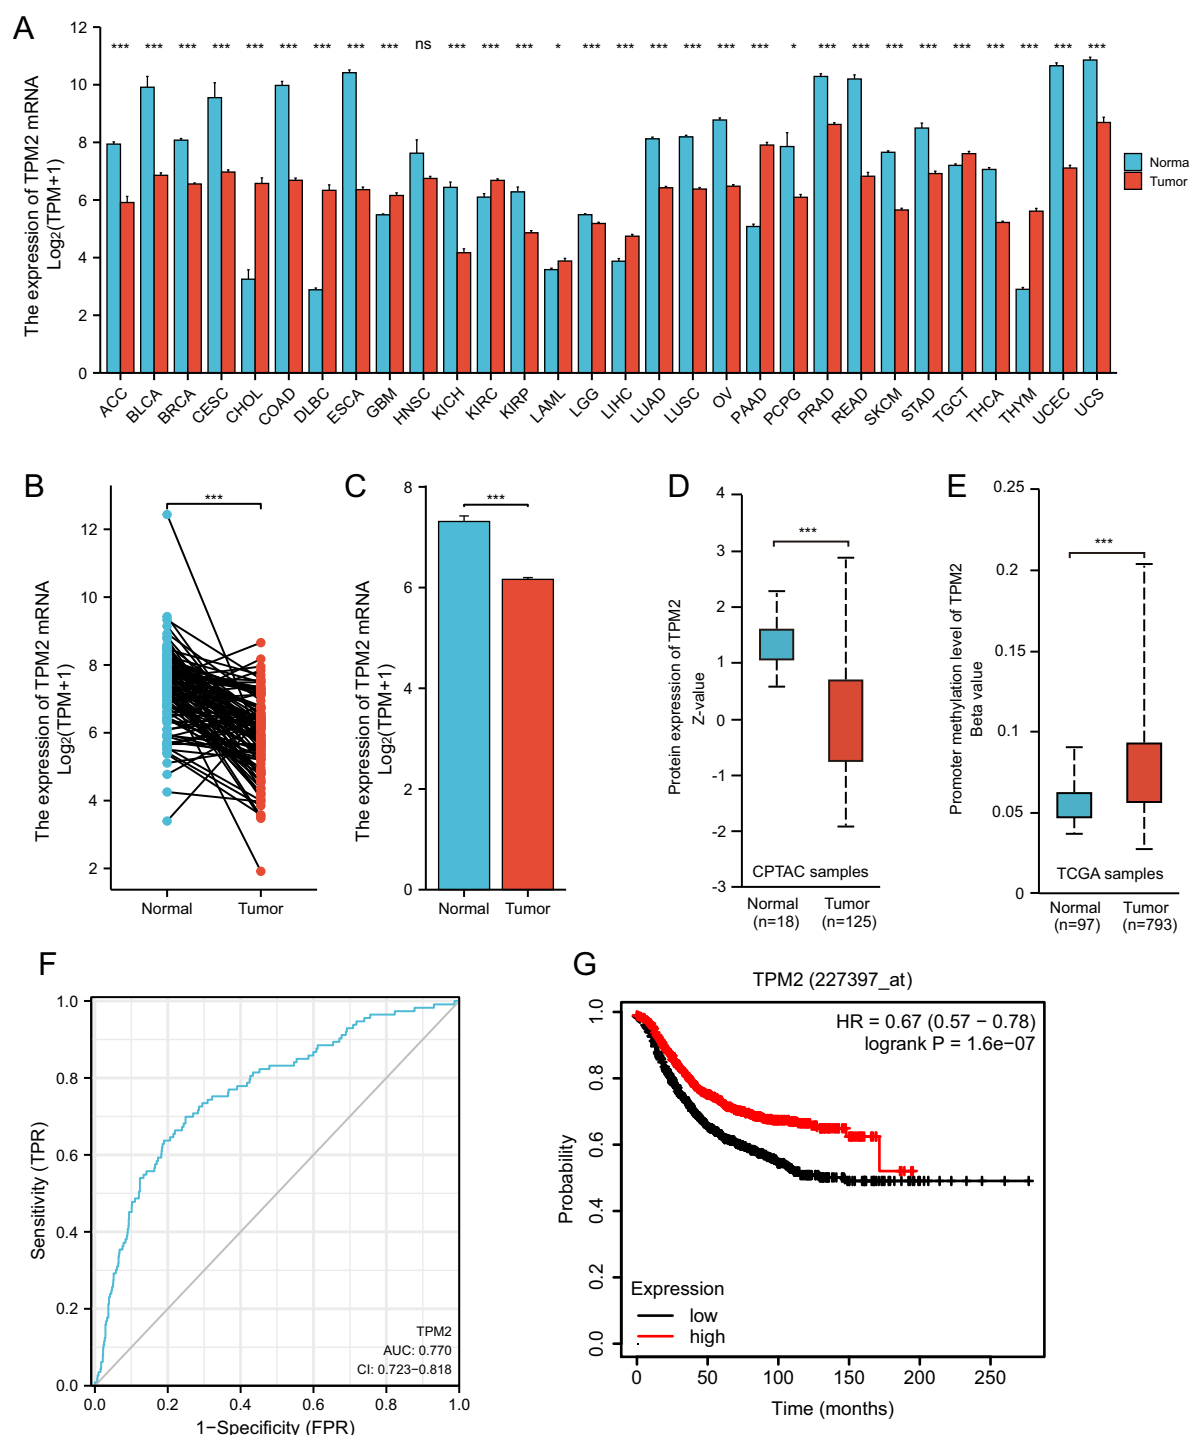 A
The expression of TPM2 mRNA
Log2(TPM+1)
12
10
8
6
4
2
0
*** *** *** *** *** *** *** *** *** ns *** *** *** * *** *** *** *** *** *** * *** *** *** *** *** *** *** *** ***
Norma
Tumor
ACC BLCA BRCA CESC CHOL COAD DLBC ESCA GBM HNSC KICH KIRC KIRP LAML LGG LIHC LUAD LUSC OV PAAD PCPG PRAD READ SKCM STAD TGCT THCA THYM UCEC UCS
B
The expression of TPM2 mRNA
Log2(TPM+1)
***
12
10
8
6
4
2
Normal Tumor
C
The expression of TPM2 mRNA
Log2(TPM+1)
***
8
6
4
2
0
Normal Tumor
D
Protein expression of TPM2
Z-value
***
4
3
2
1
0
-1
-2
-3
CPTAC samples
Normal Tumor
(n=18) (n=125)
E
Promoter methylation level of TPM2
Beta value
***
0.25
0.2
0.15
0.1
0.05
0
TCGA samples
Normal Tumor
(n=97) (n=793)
F
Sensitivity (TPR)
1.0
0.8
0.6
0.4
0.2
0.0
TPM2
AUC: 0.770
CI: 0.723−0.818
0.0 0.2 0.4 0.6 0.8 1.0
1−Specificity (FPR)
G
TPM2 (227397_at)
HR = 0.67 (0.57 − 0.78)
logrank P = 1.6e−07
Probability
1.0
0.8
0.6
0.4
0.2
0.0
Expression
low
high
0 50 100 150 200 250
Time (months)